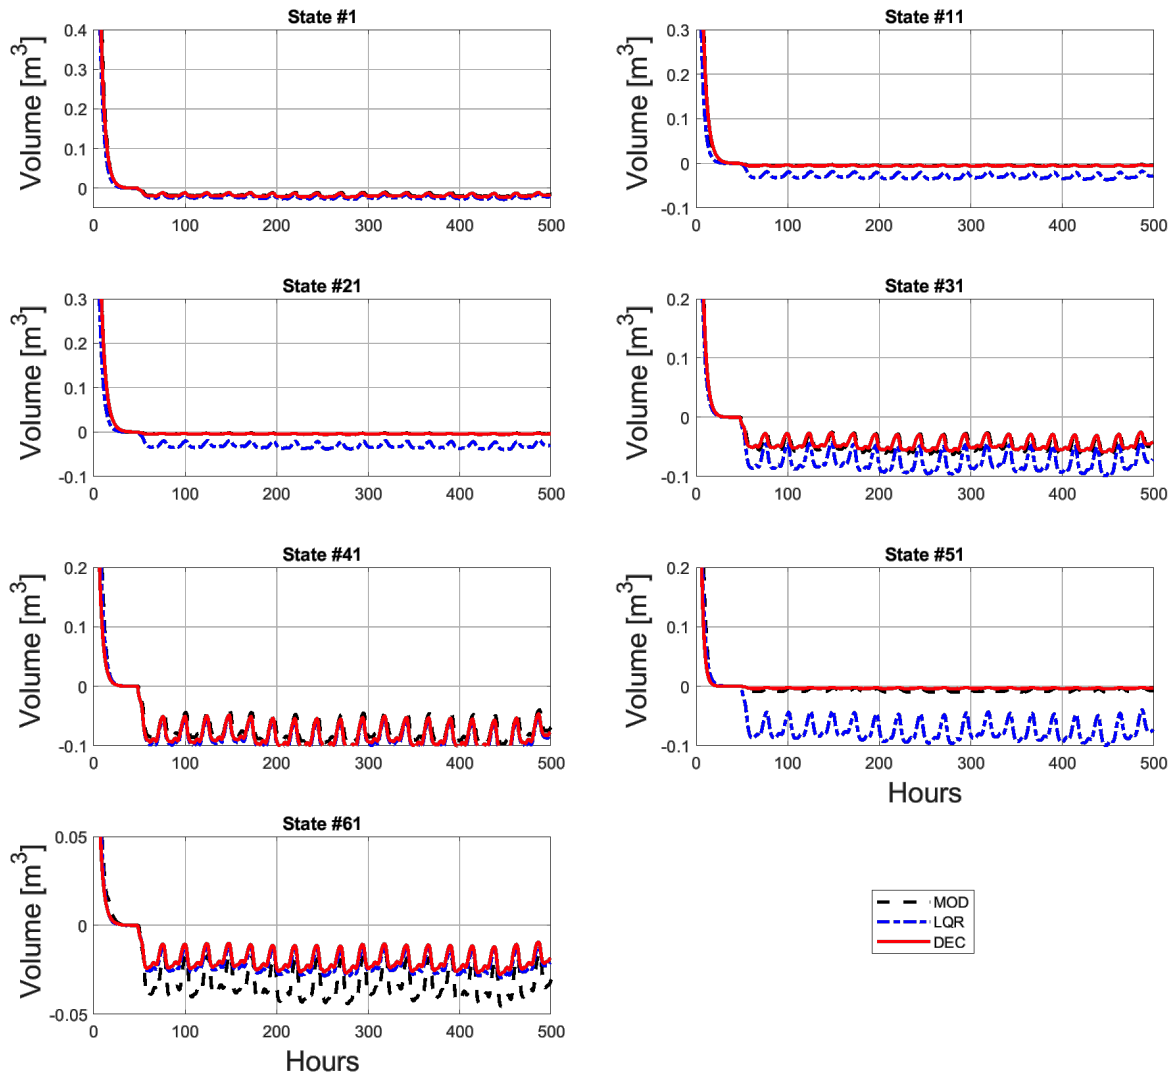 State #1
Volume [m³]
0.4
0.3
0.2
0.1
0
0 100 200 300 400 500
State #11
Volume [m³]
0.3
0.2
0.1
0
-0.1
0 100 200 300 400 500
State #21
Volume [m³]
0.3
0.2
0.1
0
-0.1
0 100 200 300 400 500
State #31
Volume [m³]
0.2
0.1
0
-0.1
0 100 200 300 400 500
State #41
Volume [m³]
0.2
0.1
0
-0.1
0 100 200 300 400 500
State #51
Volume [m³]
0.2
0.1
0
-0.1
0 100 200 300 400 500
Hours
State #61
Volume [m³]
0.05
0
-0.05
0 100 200 300 400 500
Hours
MOD
LQR
DEC